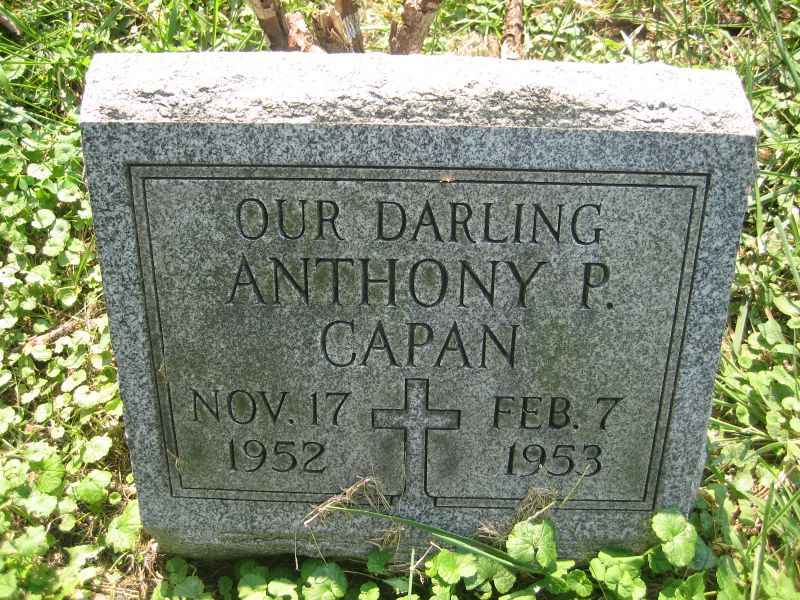 OUR DARLING
ANTHONY P.
CAPAN
NOV. 17 FEB. 7
1952 1953